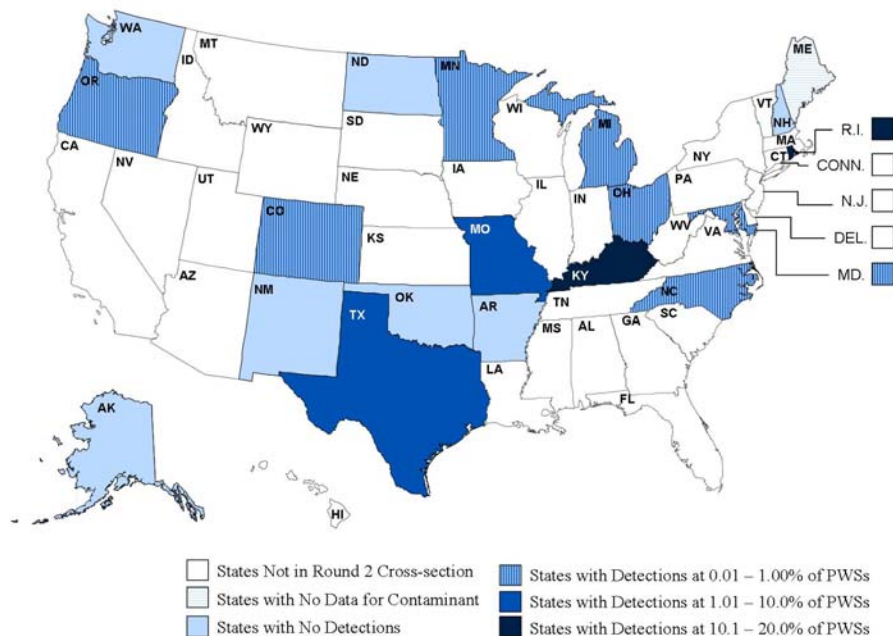 WA
MT
ND
MN
ME
ID
OR
VT
NH
WI
MI
SD
WY
MA
R.I.
NY
CT
CONN.
CA
NV
IA
NE
PA
N.J.
UT
IL
IN
OH
CO
WV
VA
DEL.
MO
KS
KY
MD.
AZ
NM
OK
AR
TN
NC
TX
SC
MS
AL
GA
LA
FL
AK
HI
States Not in Round 2 Cross-section
States with No Data for Contaminant
States with No Detections
States with Detections at 0.01 – 1.00% of PWSs
States with Detections at 1.01 – 10.0% of PWSs
States with Detections at 10.1 – 20.0% of PWSs